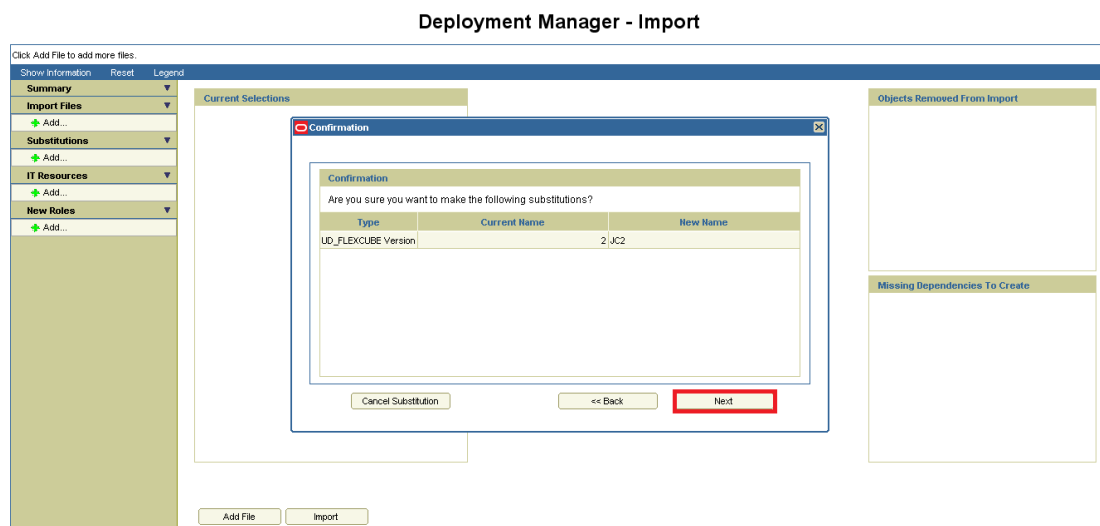 Deployment Manager - Import
Click Add File to add more files.
Show Information Reset Legend
Summary
Import Files
Add...
Substitutions
Add...
IT Resources
Add...
New Roles
Add...
Current Selections
Confirmation
Confirmation
Are you sure you want to make the following substitutions?
Type Current Name New Name
UD_FLEXCUBE Version 2 JC2
Cancel Substitution << Back Next
Objects Removed From Import
Missing Dependencies To Create
Add File Import